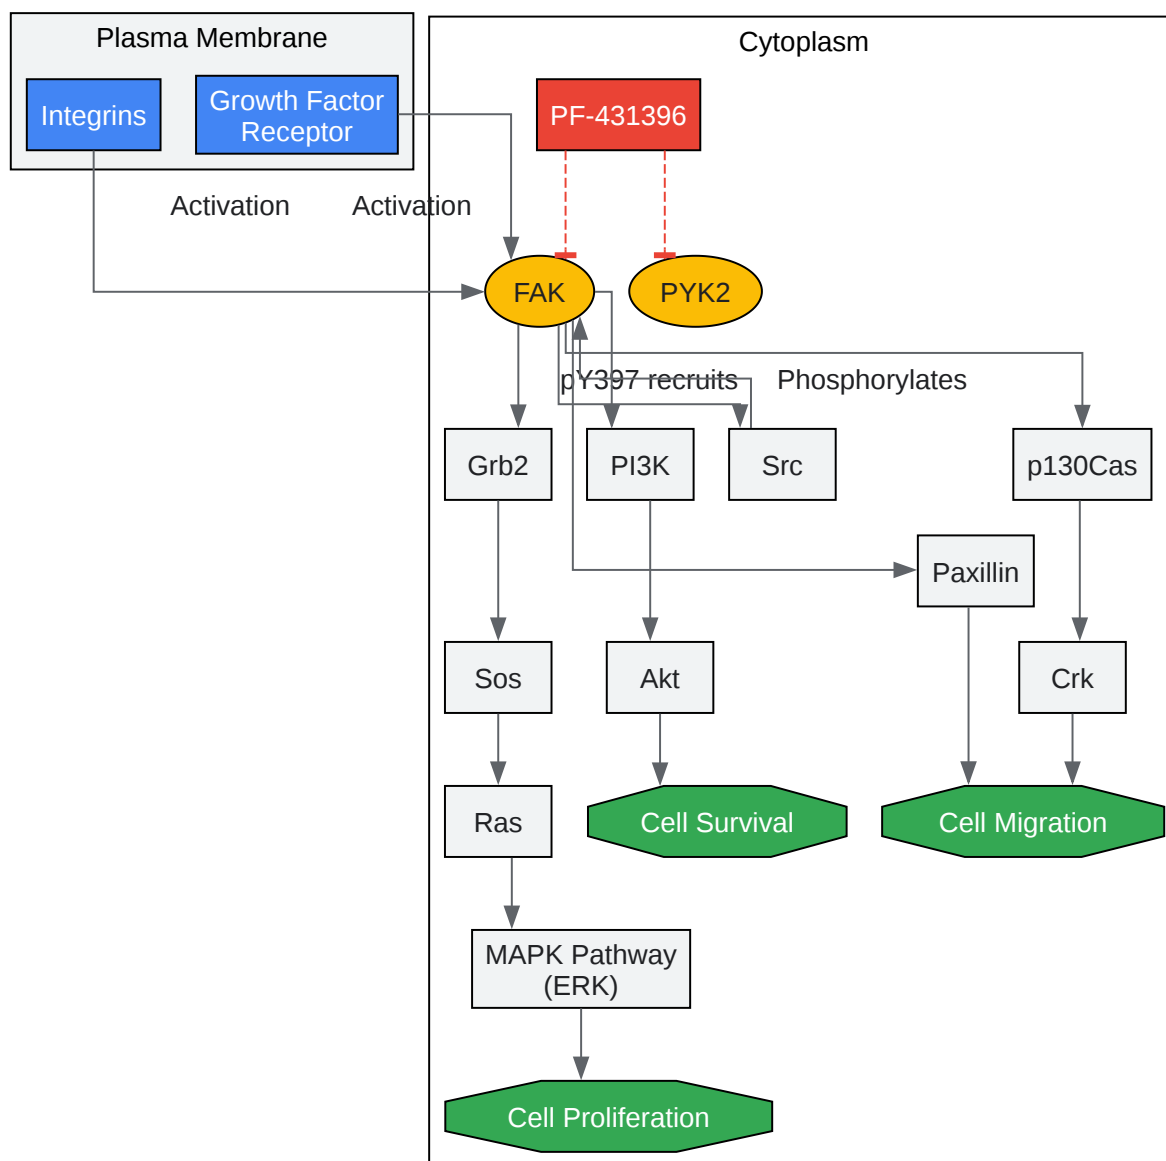 Plasma Membrane
Cytoplasm
Integrins
Growth Factor
Receptor
PF-431396
Activation
Activation
FAK
PYK2
pY397 recruits
Phosphorylates
Grb2
PI3K
Src
p130Cas
Paxillin
Sos
Akt
Crk
Ras
Cell Survival
Cell Migration
MAPK Pathway
(ERK)
Cell Proliferation